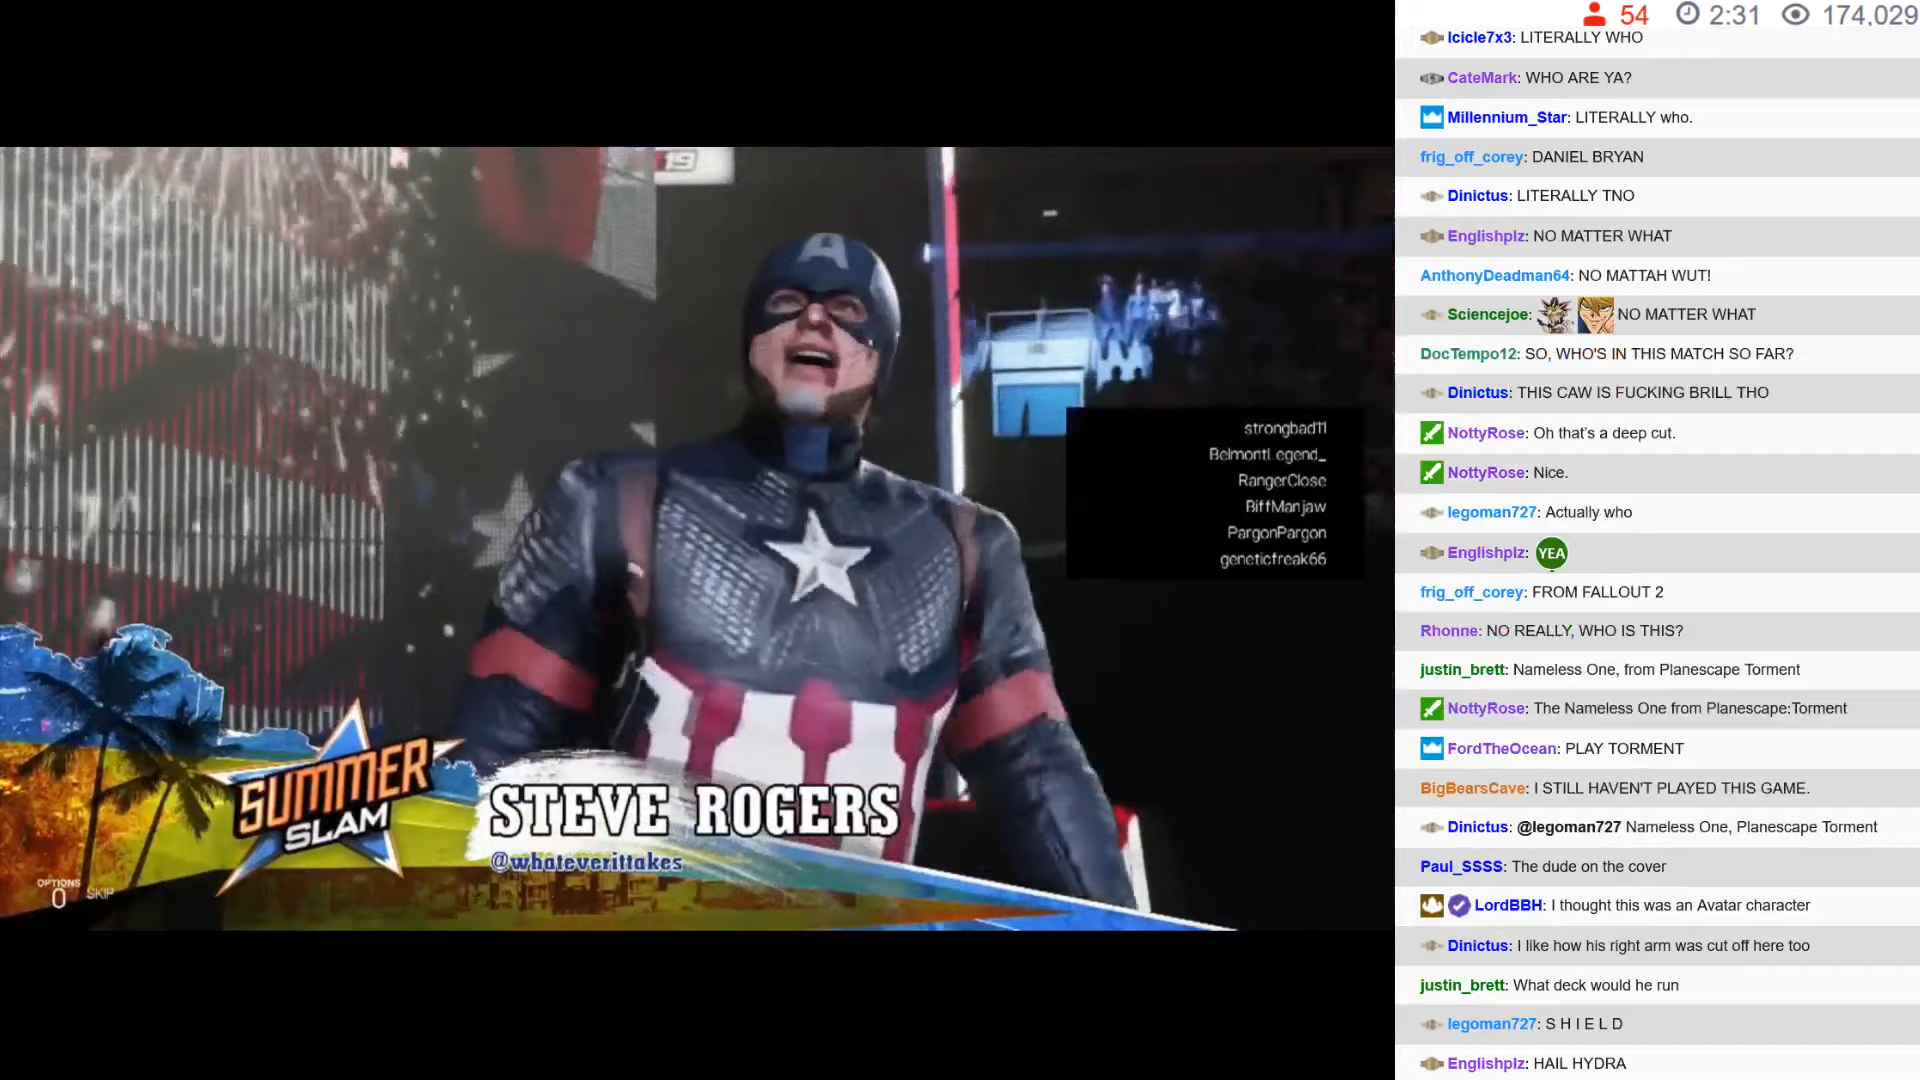 19
A
strongbad11
BelmontLegend_
RangerClose
BiffManjaw
PargonPargon
geneticfreak66
SUMMER
SLAM
STEVE ROGERS
@whateverittakes
OPTIONS
SKIP
54 2:31 174,029
Icicle7x3: LITERALLY WHO
CateMark: WHO ARE YA?
Millennium_Star: LITERALLY who.
frig_off_corey: DANIEL BRYAN
Dinictus: LITERALLY TNO
Englishplz: NO MATTER WHAT
AnthonyDeadman64: NO MATTAH WUT!
Sciencejoe: NO MATTER WHAT
DocTempo12: SO, WHO'S IN THIS MATCH SO FAR?
Dinictus: THIS CAW IS FUCKING BRILL THO
NottyRose: Oh that's a deep cut.
NottyRose: Nice.
legoman727: Actually who
Englishplz: YEA
frig_off_corey: FROM FALLOUT 2
Rhonne: NO REALLY, WHO IS THIS?
justin_brett: Nameless One, from Planescape Torment
NottyRose: The Nameless One from Planescape:Torment
FordTheOcean: PLAY TORMENT
BigBearsCave: I STILL HAVEN'T PLAYED THIS GAME.
Dinictus: @legoman727 Nameless One, Planescape Torment
Paul_SSSS: The dude on the cover
LordBBH: I thought this was an Avatar character
Dinictus: I like how his right arm was cut off here too
justin_brett: What deck would he run
legoman727: S H I E L D
Englishplz: HAIL HYDRA